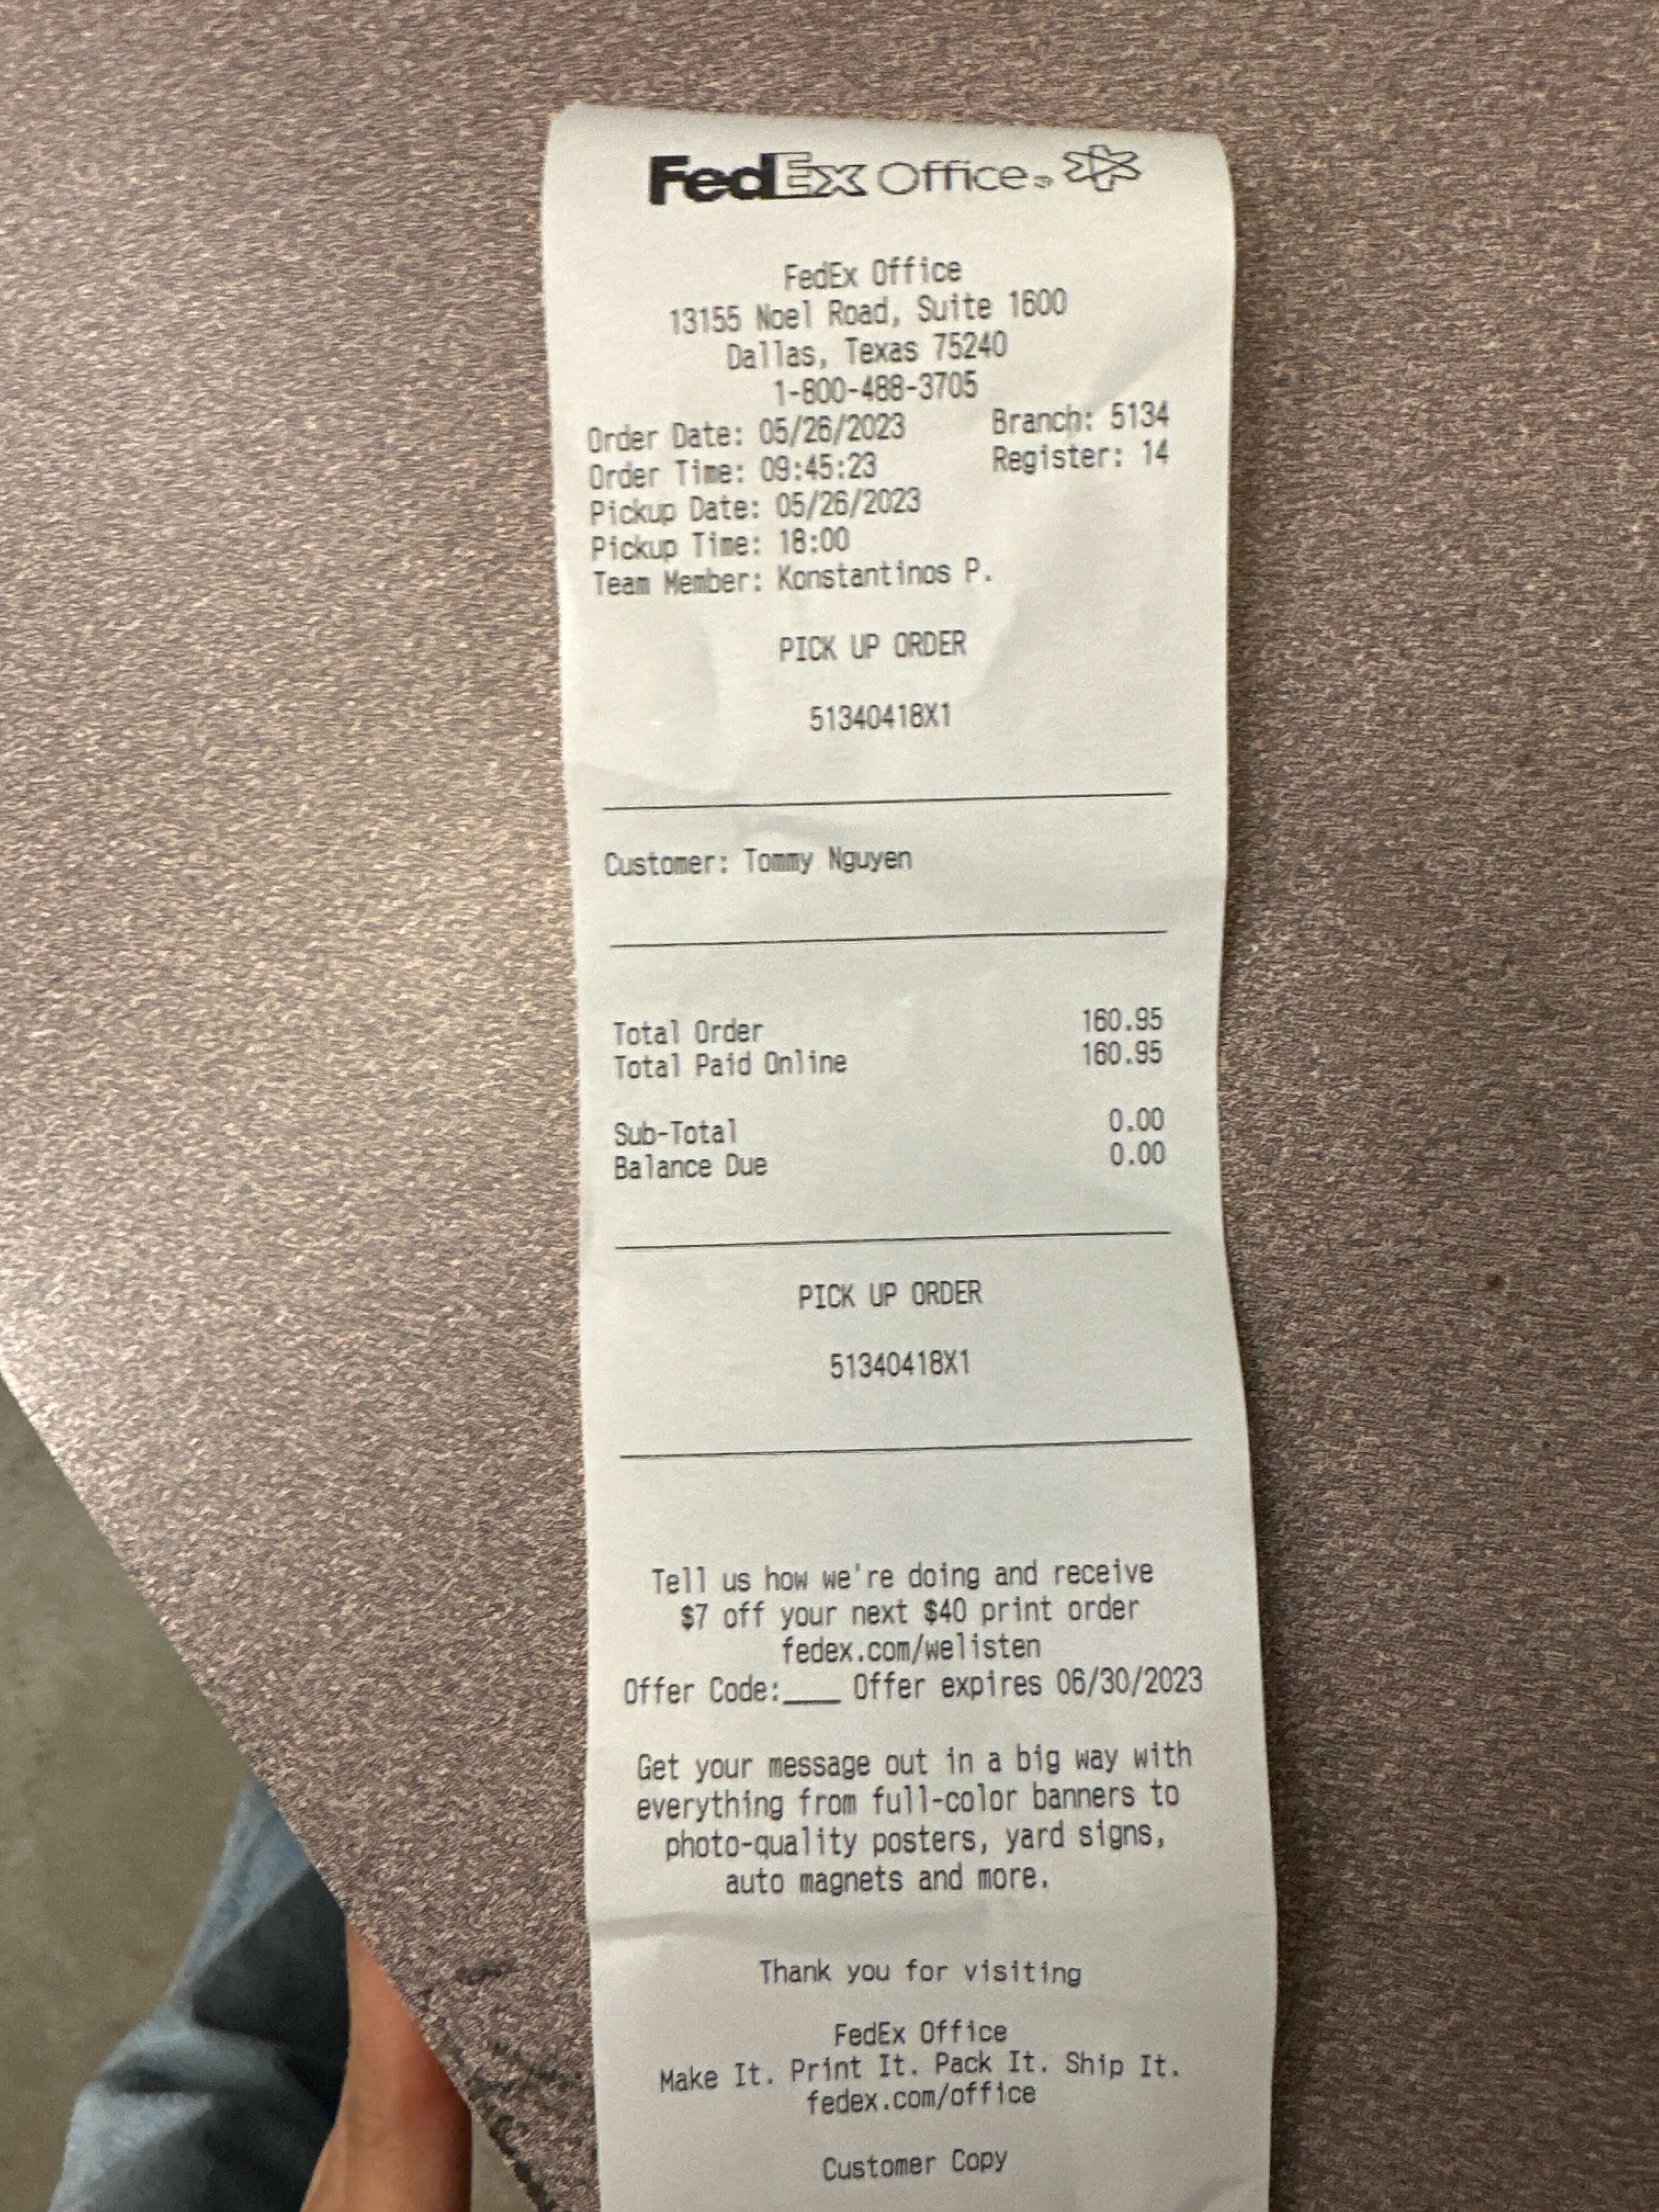 FedEx Office®
FedEx Office
13155 Noel Road, Suite 1600
Dallas, Texas 75240
1-800-488-3705
Order Date: 05/26/2023 Branch: 5134
Order Time: 09:45:23 Register: 14
Pickup Date: 05/26/2023
Pickup Time: 18:00
Team Member: Konstantinos P.
PICK UP ORDER
51340418X1
Customer: Tommy Nguyen
Total Order 160.95
Total Paid Online 160.95
Sub-Total 0.00
Balance Due 0.00
PICK UP ORDER
51340418X1
Tell us how we're doing and receive
$7 off your next $40 print order
fedex.com/welisten
Offer Code:___ Offer expires 06/30/2023
Get your message out in a big way with
everything from full-color banners to
photo-quality posters, yard signs,
auto magnets and more.
Thank you for visiting
FedEx Office
Make It. Print It. Pack It. Ship It.
fedex.com/office
Customer Copy